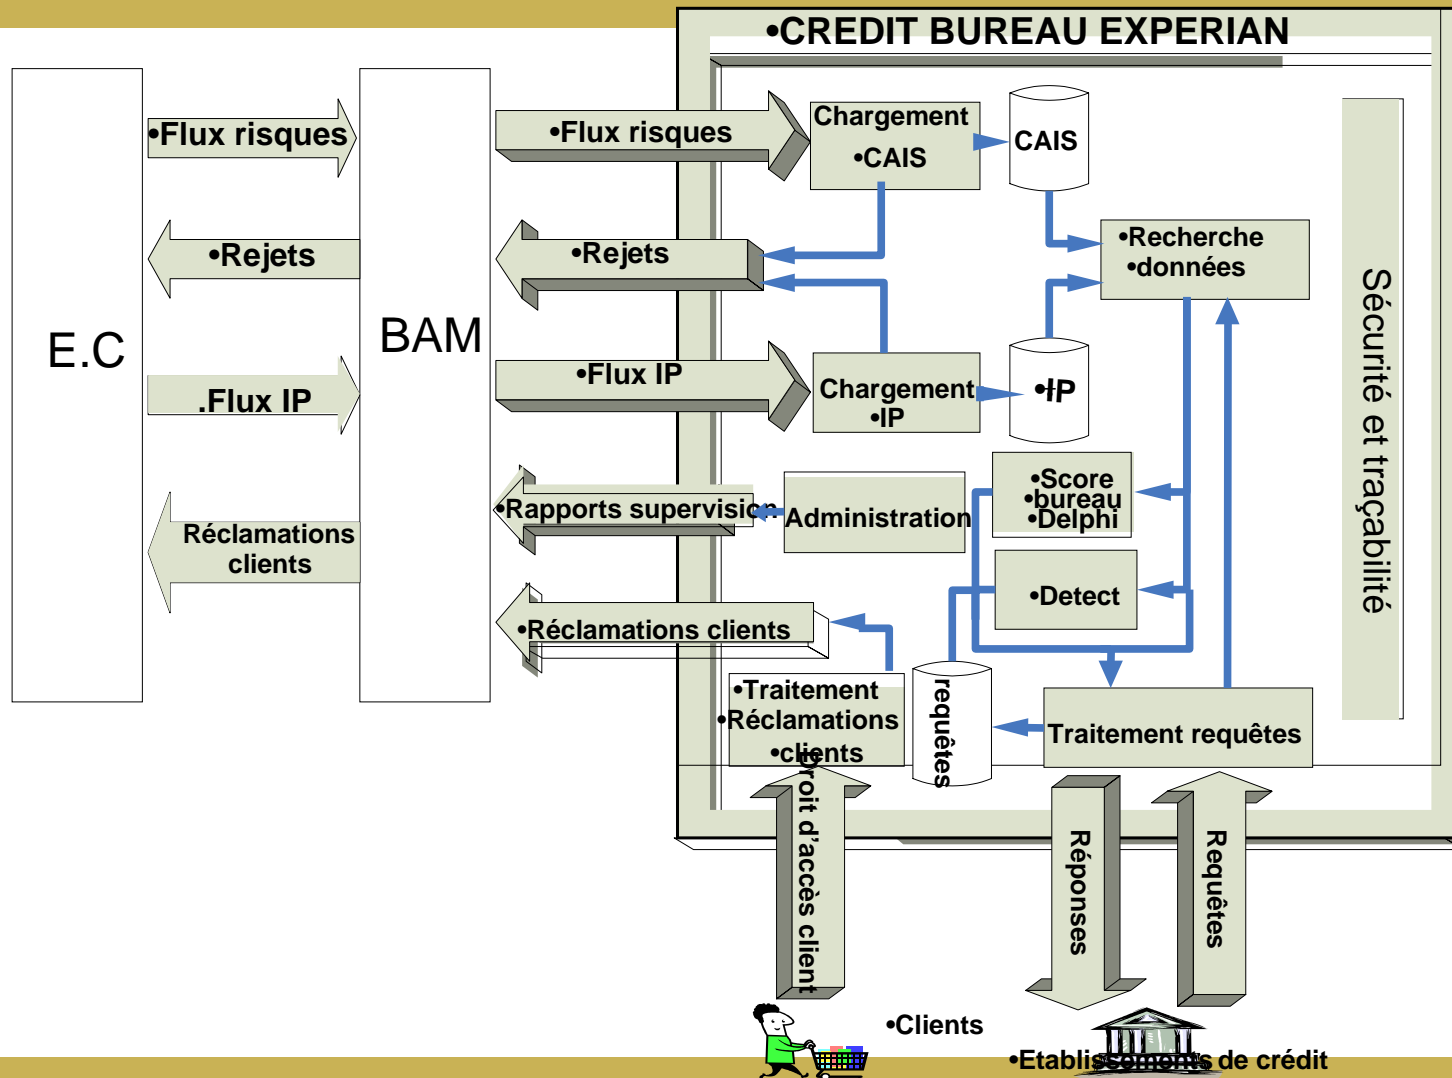 •CREDIT BUREAU EXPERIAN
E.C
BAM
•Flux risques
•Flux risques
Chargement
•CAIS
CAIS
•Rejets
•Rejets
•Recherche
•données
.Flux IP
•Flux IP
Chargement
•IP
•IP
Sécurité et traçabilité
•Rapports supervision
Administration
•Score
•bureau
•Delphi
Réclamations
clients
•Detect
•Réclamations clients
•Traitement
•Réclamations
•clients
requêtes
Traitement requêtes
Droit d'accès client
Réponses
Requêtes
•Clients
•Etablissements de crédit